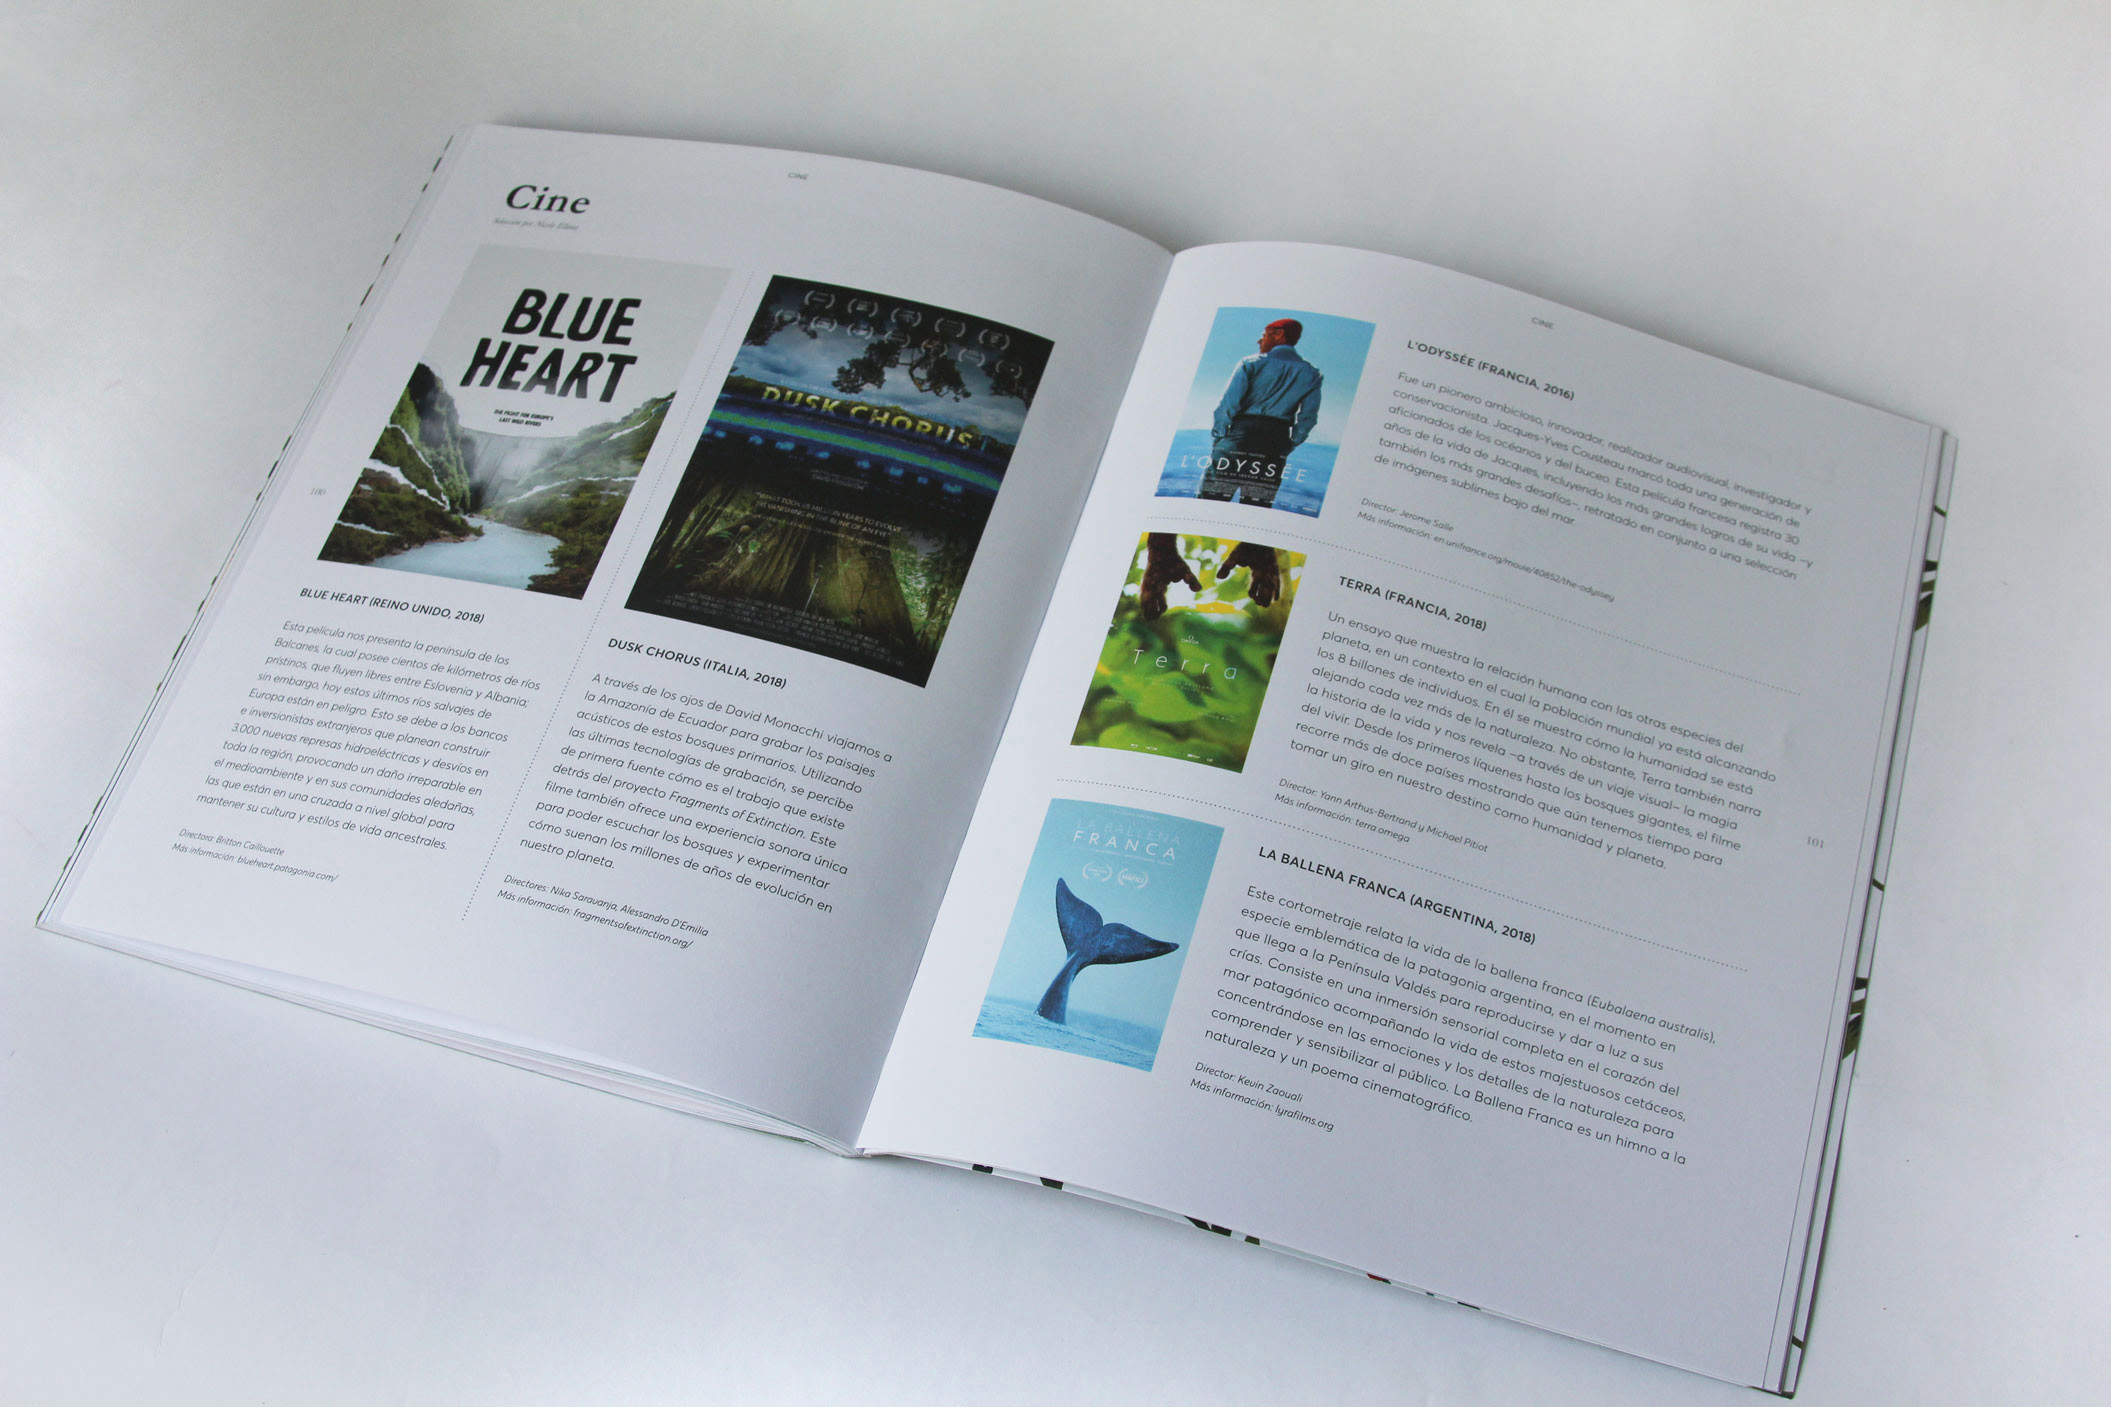 CINE
Cine
Selección por Nicole Ellena
BLUE
HEART
THE FIGHT FOR EUROPE'S
LAST WILD RIVERS
100
BLUE HEART (REINO UNIDO, 2018)
Esta película nos presenta la península de los
Balcanes, la cual posee cientos de kilómetros de ríos
prístinos, que fluyen libres entre Eslovenia y Albania;
sin embargo, hoy estos últimos ríos salvajes de
Europa están en peligro. Esto se debe a los bancos
e inversionistas extranjeros que planean construir
3.000 nuevas represas hidroeléctricas y desvíos en
toda la región, provocando un daño irreparable en
el medioambiente y en sus comunidades aledañas,
las que están en una cruzada a nivel global para
mantener su cultura y estilos de vida ancestrales.
Directora: Britton Caillouette
Más información: blueheart.patagonia.com/
DUSK CHORUS
"WHAT TOOK 65 MILLION YEARS TO EVOLVE
IS VANISHING IN THE BLINK OF AN EYE"
DUSK CHORUS (ITALIA, 2018)
A través de los ojos de David Monacchi viajamos a
la Amazonía de Ecuador para grabar los paisajes
acústicos de estos bosques primarios. Utilizando
las últimas tecnologías de grabación, se percibe
de primera fuente cómo es el trabajo que existe
detrás del proyecto Fragments of Extinction. Este
filme también ofrece una experiencia sonora única
para poder escuchar los bosques y experimentar
cómo suenan los millones de años de evolución en
nuestro planeta.
Directores: Nika Saravanja, Alessandro D'Emilia
Más información: fragmentsofextinction.org/
CINE
L'ODYSSÉE
L'ODYSSÉE (FRANCIA, 2016)
Fue un pionero ambicioso, innovador, realizador audiovisual, investigador y
conservacionista. Jacques-Yves Cousteau marcó toda una generación de
aficionados de los océanos y del buceo. Esta película francesa registra 30
años de la vida de Jacques, incluyendo los más grandes logros de su vida –y
también los más grandes desafíos–, retratado en conjunto a una selección
de imágenes sublimes bajo del mar.
Director: Jerome Salle
Más información: en.unifrance.org/movie/40852/the-odyssey
Terra
TERRA (FRANCIA, 2018)
Un ensayo que muestra la relación humana con las otras especies del
planeta, en un contexto en el cual la población mundial ya está alcanzando
los 8 billones de individuos. En él se muestra cómo la humanidad se está
alejando cada vez más de la naturaleza. No obstante, Terra también narra
la historia de la vida y nos revela –a través de un viaje visual– la magia
del vivir. Desde los primeros líquenes hasta los bosques gigantes, el filme
recorre más de doce países mostrando que aún tenemos tiempo para
tomar un giro en nuestro destino como humanidad y planeta.
Director: Yann Arthus-Bertrand y Michael Pitiot
Más información: terra omega
101
LA BALLENA
FRANCA
LA BALLENA FRANCA (ARGENTINA, 2018)
Este cortometraje relata la vida de la ballena franca (Eubalaena australis),
especie emblemática de la patagonia argentina, en el momento en
que llega a la Península Valdés para reproducirse y dar a luz a sus
crías. Consiste en una inmersión sensorial completa en el corazón del
mar patagónico acompañando la vida de estos majestuosos cetáceos,
concentrándose en las emociones y los detalles de la naturaleza para
comprender y sensibilizar al público. La Ballena Franca es un himno a la
naturaleza y un poema cinematográfico.
Director: Kevin Zaouali
Más información: lyrafilms.org